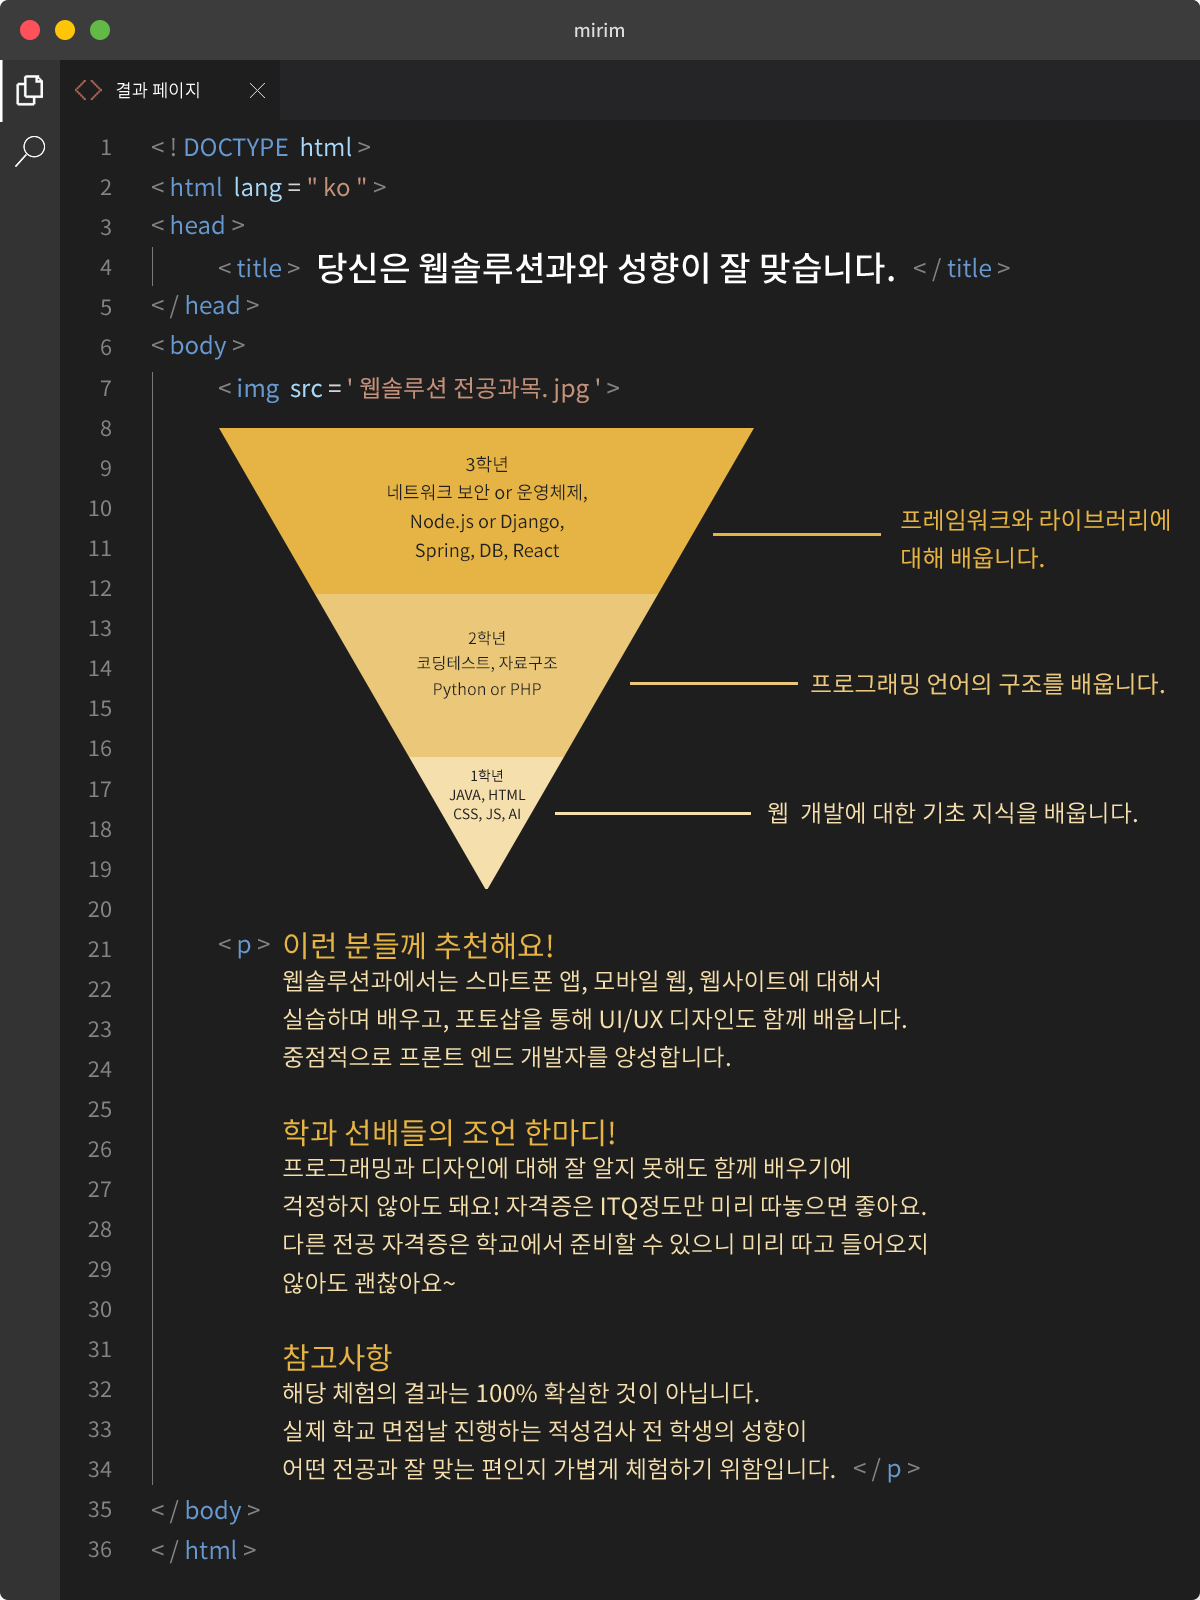 mirim
결과 페이지
1 <! DOCTYPE html>
2 <html lang=" ko ">
3 <head>
4 <title> 당신은 웹솔루션과와 성향이 잘 맞습니다. </title>
5 </head>
6 <body>
7 <img src=' 웹솔루션 전공과목.jpg '>
8
9
10
11
12
13
14
15
16
17
18
19
20
3학년
네트워크 보안 or 운영체제,
Node.js or Django,
Spring, DB, React
프레임워크와 라이브러리에
대해 배웁니다.
2학년
코딩테스트, 자료구조
Python or PHP
프로그래밍 언어의 구조를 배웁니다.
1학년
JAVA, HTML
CSS, JS, AI
웹 개발에 대한 기초 지식을 배웁니다.
21 <p> 이런 분들께 추천해요!
22 웹솔루션과에서는 스마트폰 앱, 모바일 웹, 웹사이트에 대해서
23 실습하며 배우고, 포토샵을 통해 UI/UX 디자인도 함께 배웁니다.
24 중점적으로 프론트 엔드 개발자를 양성합니다.
25
26 학과 선배들의 조언 한마디!
프로그래밍과 디자인에 대해 잘 알지 못해도 함께 배우기에
27 걱정하지 않아도 돼요! 자격증은 ITQ정도만 미리 따놓으면 좋아요.
28 다른 전공 자격증은 학교에서 준비할 수 있으니 미리 따고 들어오지
29 않아도 괜찮아요~
30
31 참고사항
32 해당 체험의 결과는 100% 확실한 것이 아닙니다.
33 실제 학교 면접날 진행하는 적성검사 전 학생의 성향이
34 어떤 전공과 잘 맞는 편인지 가볍게 체험하기 위함입니다. </p>
35 </body>
36 </html>